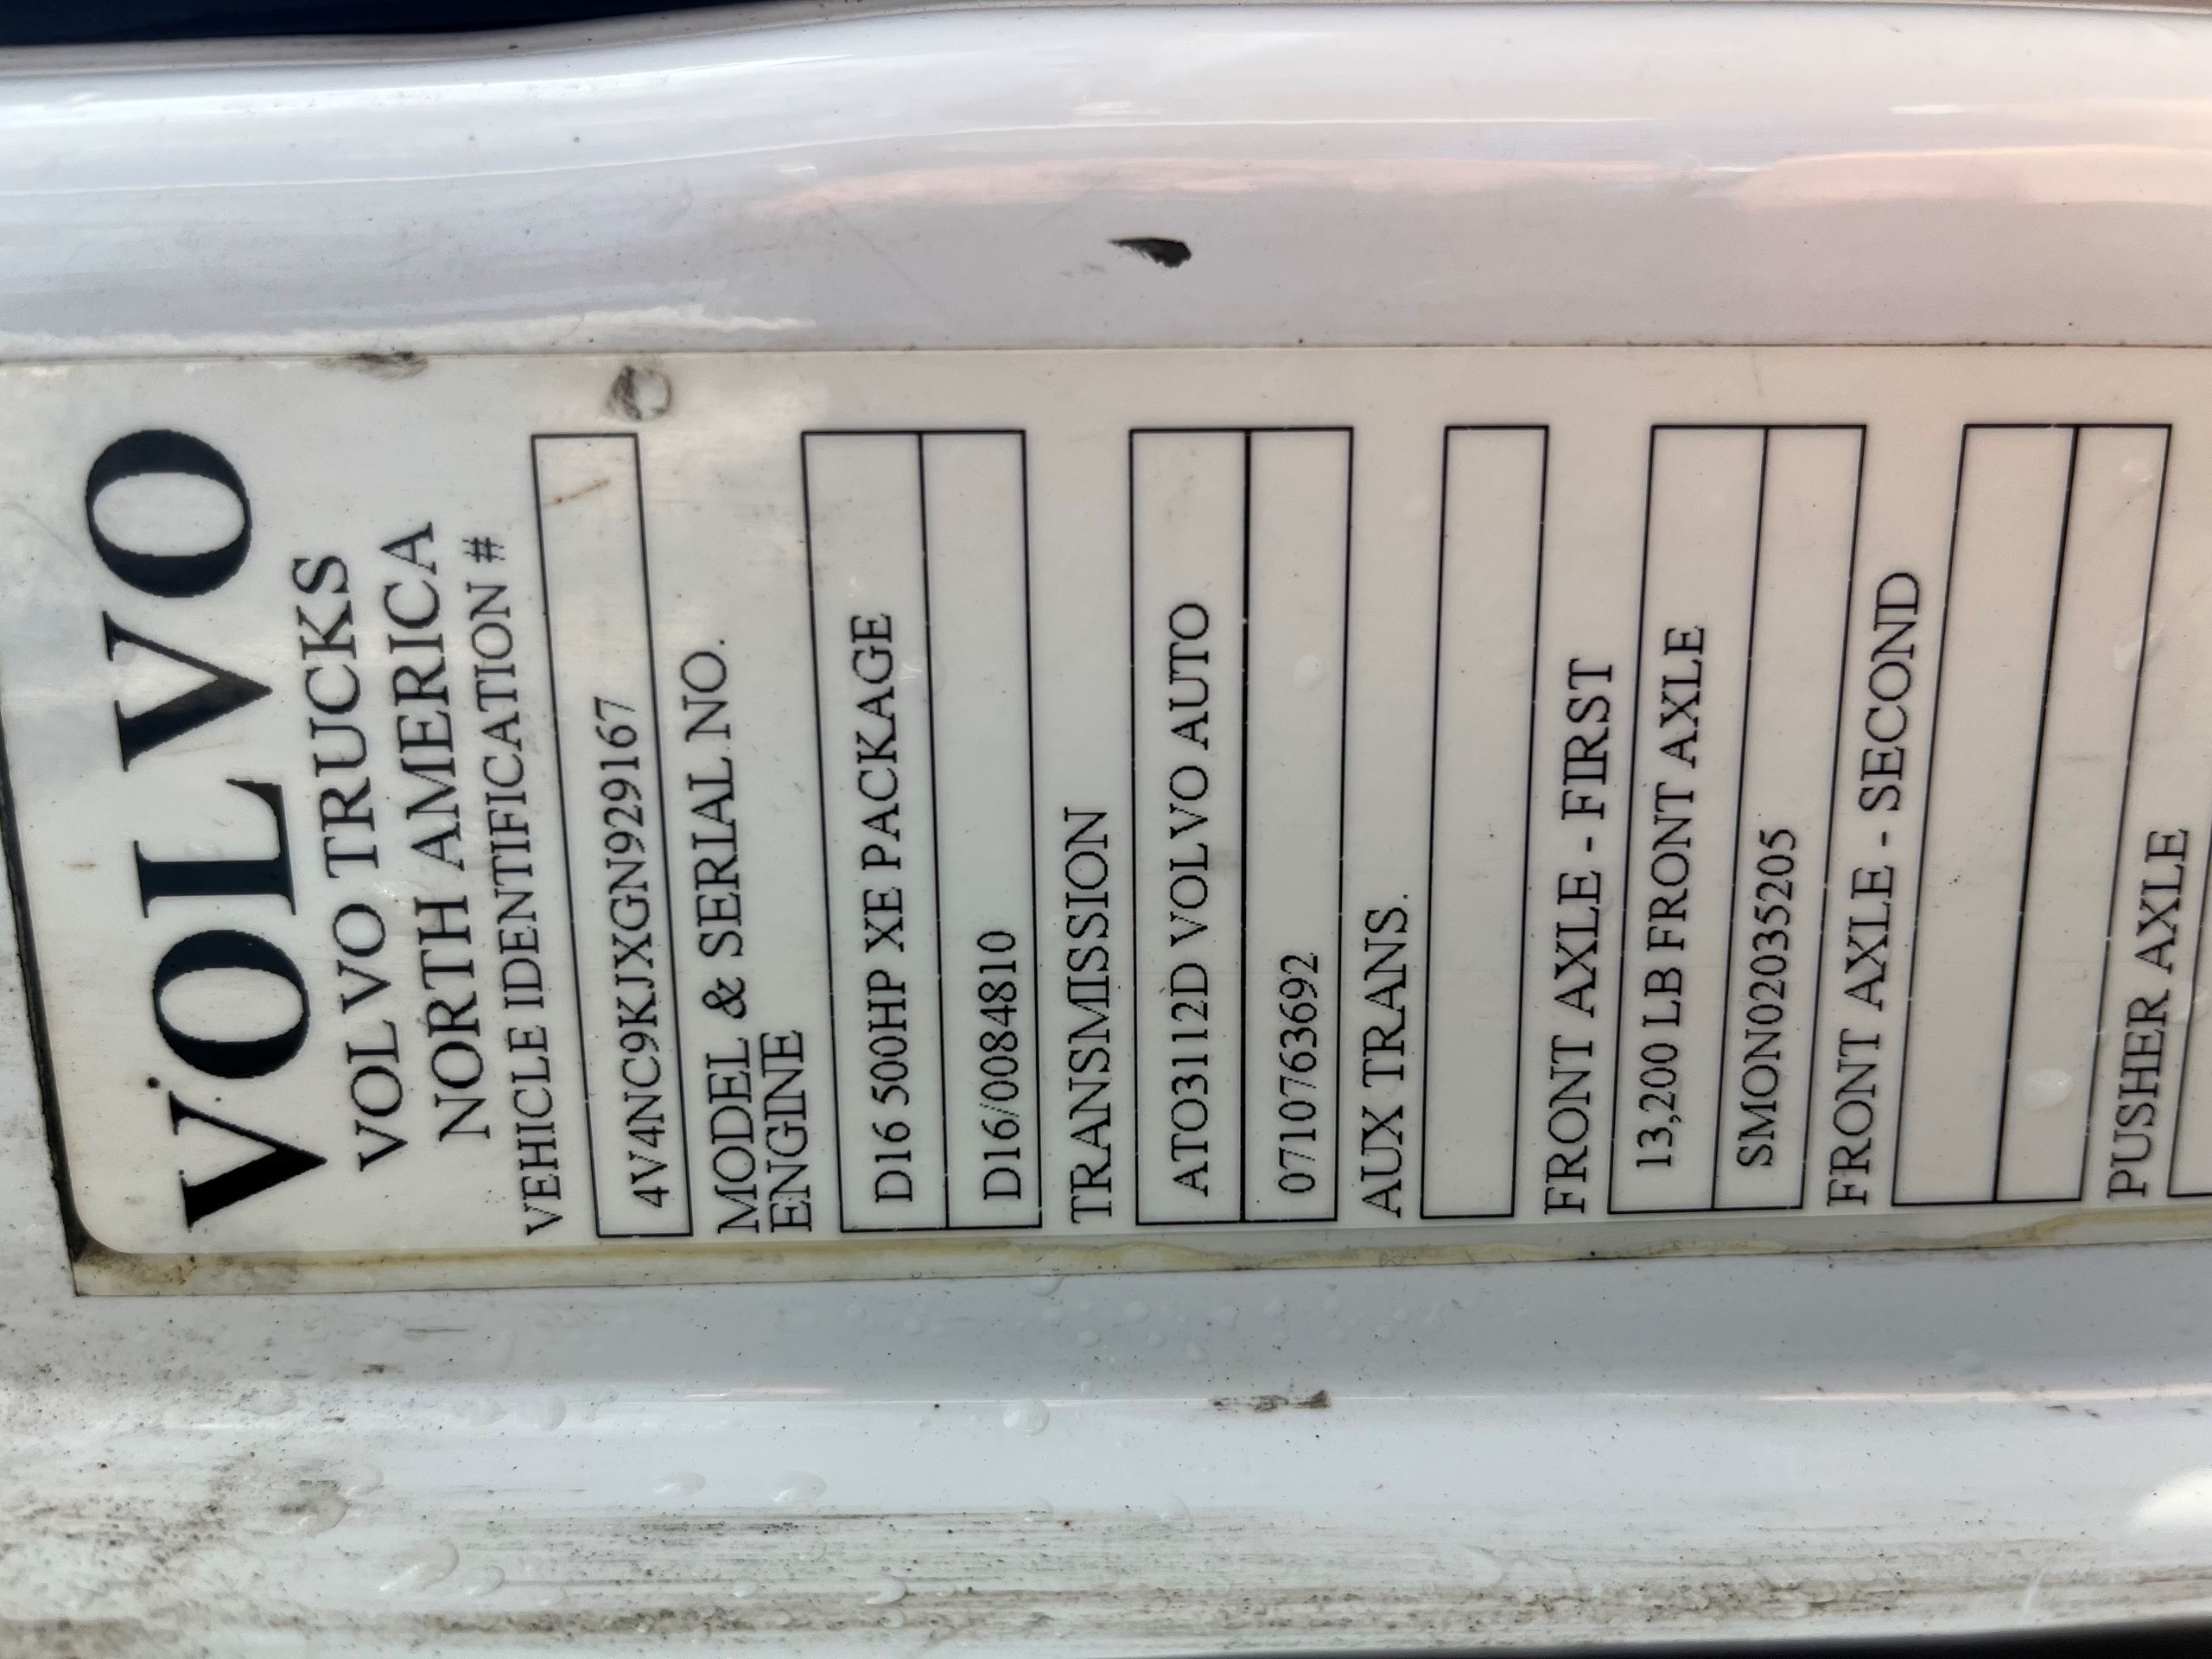 VOLVO
VOLVO TRUCKS
NORTH AMERICA
VEHICLE IDENTIFICATION #
4V4NC9KJXGN929167
MODEL & SERIAL NO.
ENGINE
D16 500HP XE PACKAGE
D16/0084810
TRANSMISSION
ATO3112D VOLVO AUTO
0710763692
AUX TRANS.
FRONT AXLE - FIRST
13,200 LB FRONT AXLE
SMON02035205
FRONT AXLE - SECOND
PUSHER AXLE